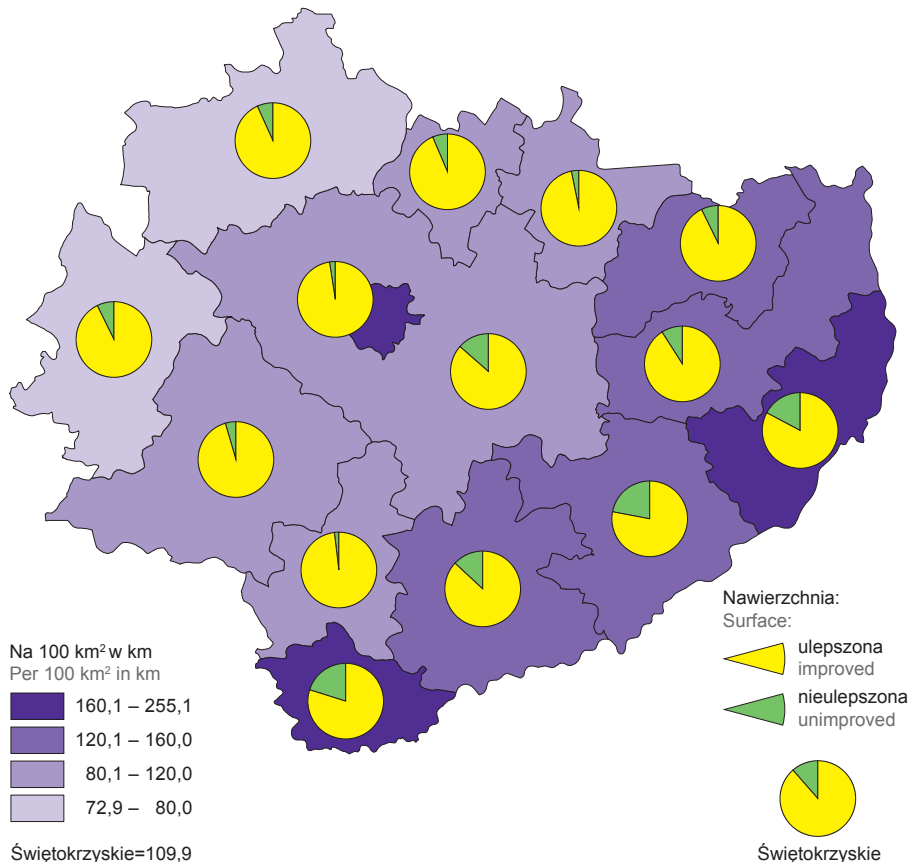 Na 100 km² w km
Per 100 km² in km
160,1 – 255,1
120,1 – 160,0
80,1 – 120,0
72,9 – 80,0
Świętokrzyskie=109,9
Nawierzchnia:
Surface:
ulepszona
improved
nieulepszona
unimproved
Świętokrzyskie